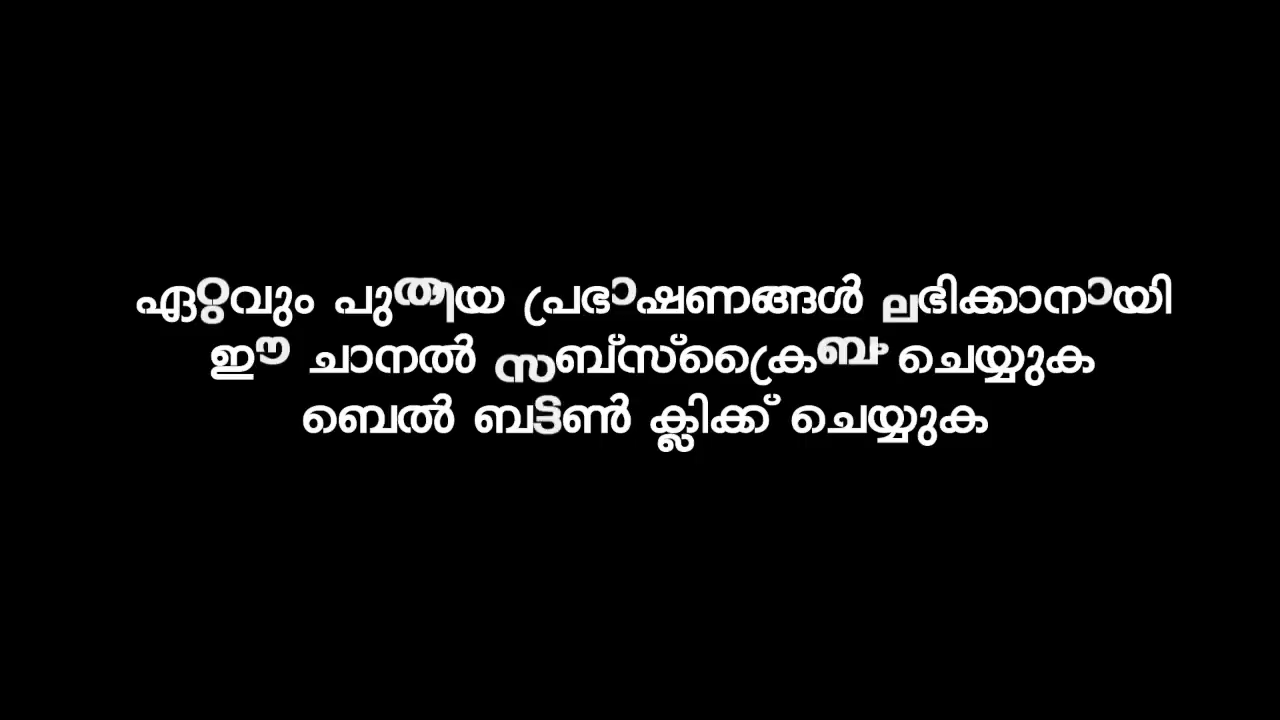 ഏറ്റവും പുതിയ പ്രഭാഷണങ്ങൾ ലഭിക്കാനായി
ഈ ചാനൽ സബ്സ്ക്രൈബ് ചെയ്യുക
ബെൽ ബട്ടൺ ക്ലിക്ക് ചെയ്യുക